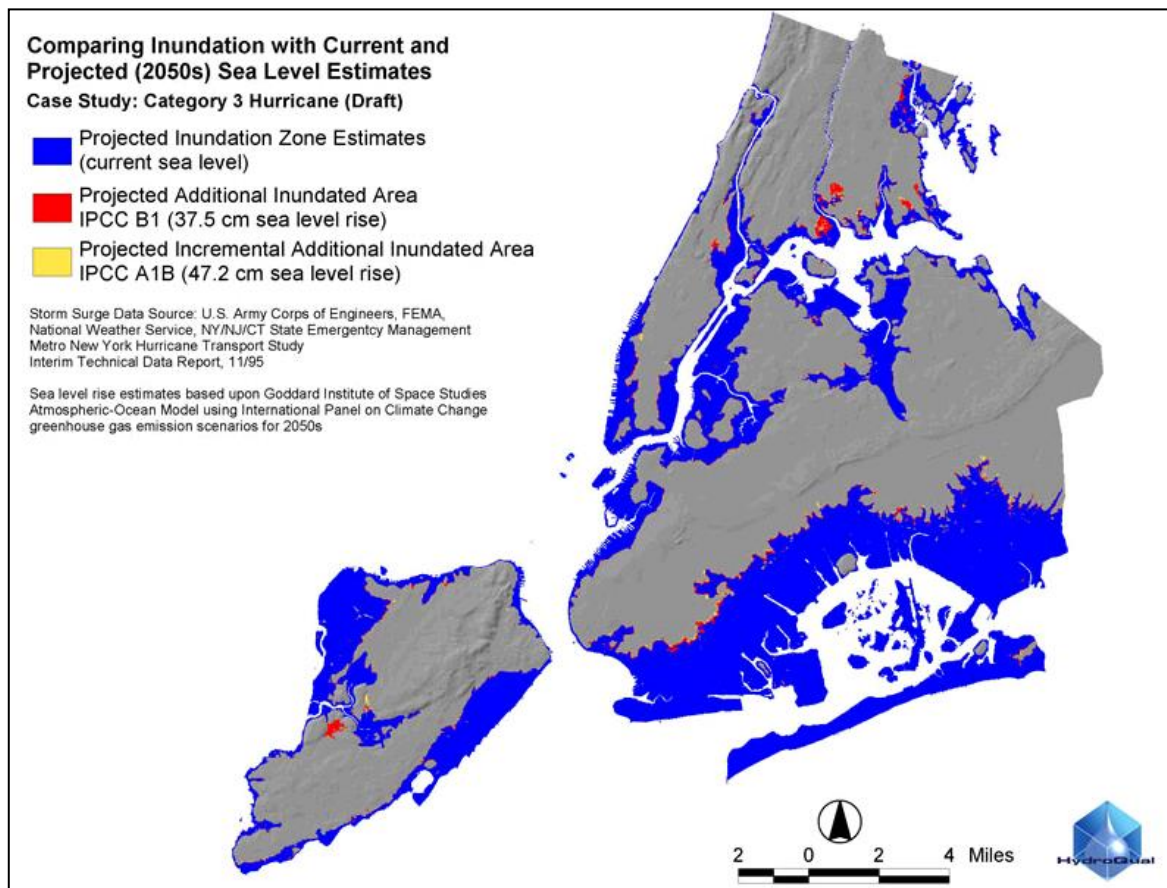 Comparing Inundation with Current and
Projected (2050s) Sea Level Estimates
Case Study: Category 3 Hurricane (Draft)
Projected Inundation Zone Estimates
(current sea level)
Projected Additional Inundated Area
IPCC B1 (37.5 cm sea level rise)
Projected Incremental Additional Inundated Area
IPCC A1B (47.2 cm sea level rise)
Storm Surge Data Source: U.S. Army Corps of Engineers, FEMA,
National Weather Service, NY/NJ/CT State Emergentcy Management
Metro New York Hurricane Transport Study
Interim Technical Data Report, 11/95
Sea level rise estimates based upon Goddard Institute of Space Studies
Atmospheric-Ocean Model using International Panel on Climate Change
greenhouse gas emission scenarios for 2050s
2 0 2 4 Miles
HydroQual